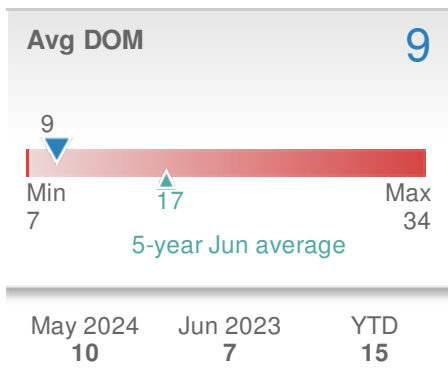 Avg DOM 9
9
Min Max
7 17 34
5-year Jun average
May 2024 Jun 2023 YTD
10 7 15